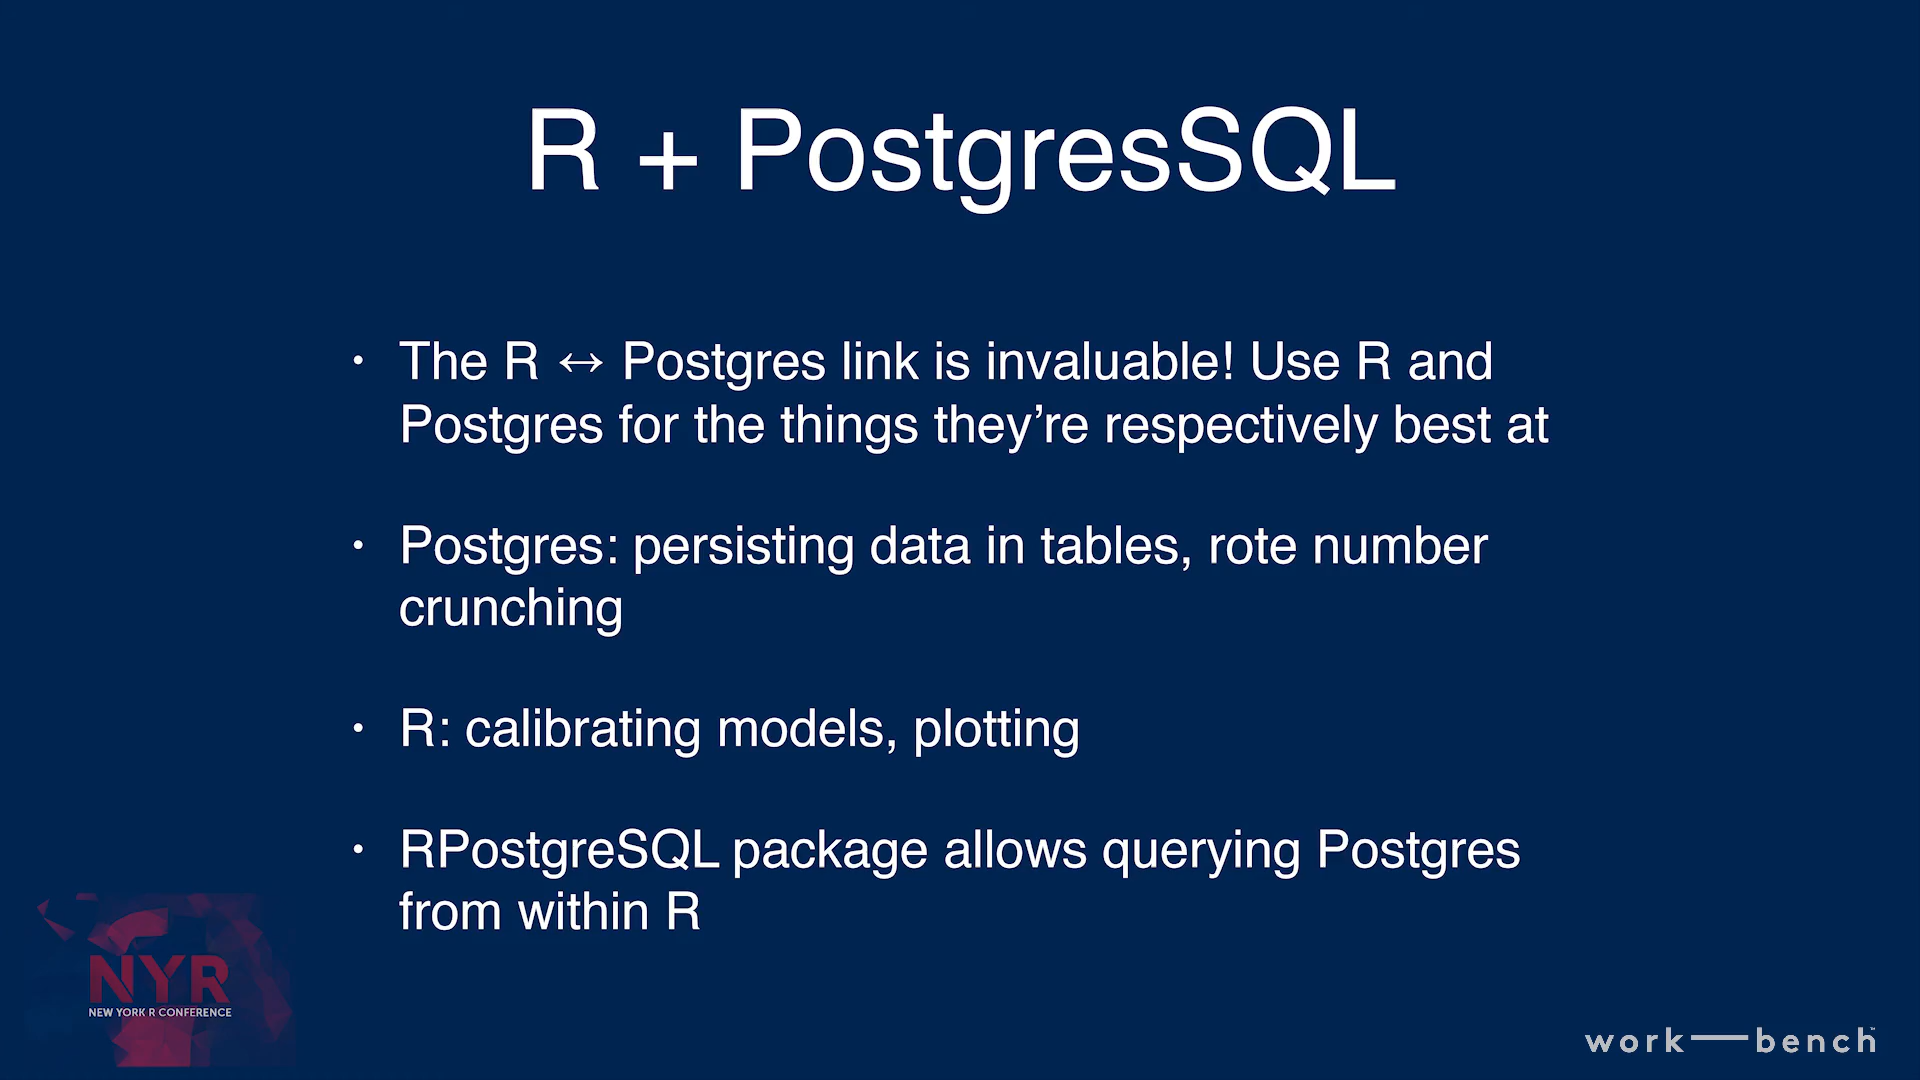 R + PostgresSQL
• The R ↔ Postgres link is invaluable! Use R and
Postgres for the things they’re respectively best at
• Postgres: persisting data in tables, rote number
crunching
• R: calibrating models, plotting
• RPostgreSQL package allows querying Postgres
from within R
NYR
NEW YORK R CONFERENCE
work—bench™